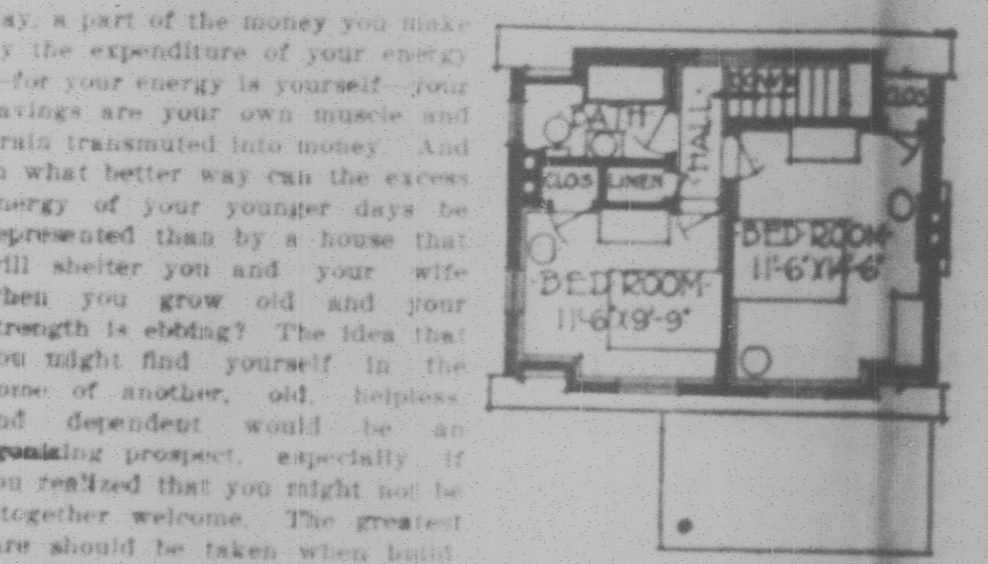 ay, a part of the money you make
y the expenditure of your energy
—for your energy is yourself—your
avings are your own muscle and
rain transmuted into money. And
n what better way can the excess
nergy of your younger days be
epresented than by a house that
ill shelter you and your wife
hen you grow old and your
trength is ebbing? The idea that
ou might find yourself in the
ome of another, old, helpless,
nd dependent would be an
prospect, especially if
ou realized that you might not be
together welcome. The greatest
are should be taken when build-
DOWN
CLOS
BATH
HALL
CLOS LINEN
BED ROOM
11'-6"X14'-6"
BED ROOM
11'-6"X9'-9"